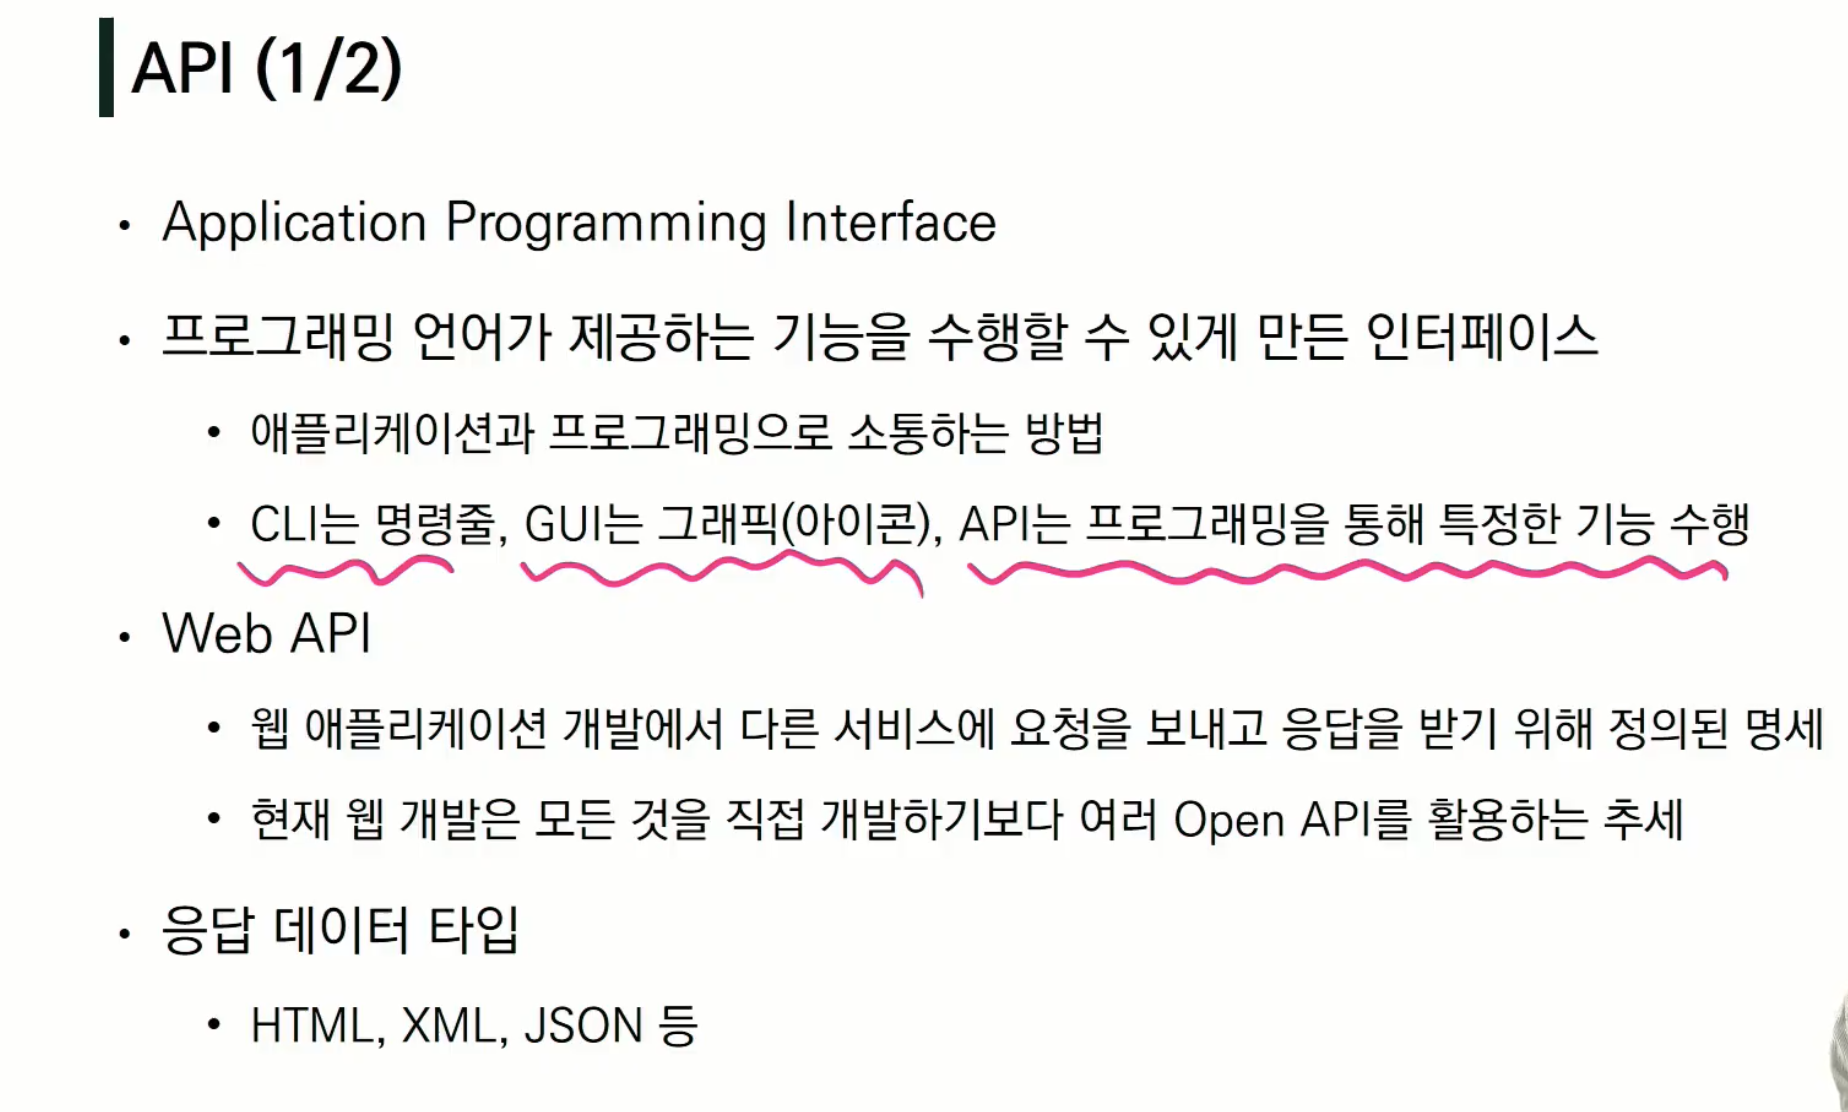 API (1/2)
• Application Programming Interface
• 프로그래밍 언어가 제공하는 기능을 수행할 수 있게 만든 인터페이스
• 애플리케이션과 프로그래밍으로 소통하는 방법
• CLI는 명령줄, GUI는 그래픽(아이콘), API는 프로그래밍을 통해 특정한 기능 수행
• Web API
• 웹 애플리케이션 개발에서 다른 서비스에 요청을 보내고 응답을 받기 위해 정의된 명세
• 현재 웹 개발은 모든 것을 직접 개발하기보다 여러 Open API를 활용하는 추세
• 응답 데이터 타입
• HTML, XML, JSON 등